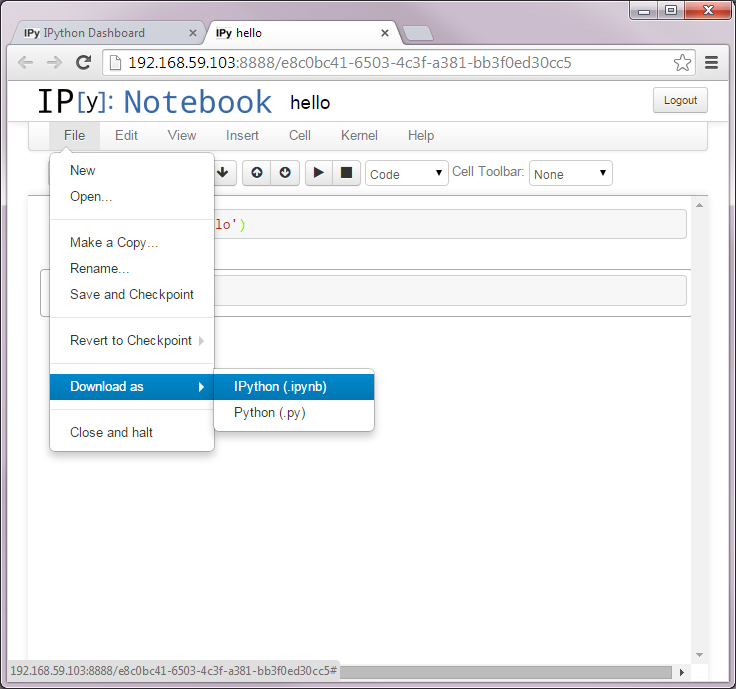 IPy IPython Dashboard
IPy hello
192.168.59.103:8888/e8c0bc41-6503-4c3f-a381-bb3f0ed30cc5
IP[y]: Notebook hello
Logout
File Edit View Insert Cell Kernel Help
Code
Cell Toolbar:
None
New
Open...
lo')
Make a Copy...
Rename...
Save and Checkpoint
Revert to Checkpoint
Download as
IPython (.ipynb)
Python (.py)
Close and halt
192.168.59.103:8888/e8c0bc41-6503-4c3f-a381-bb3f0ed30cc5#